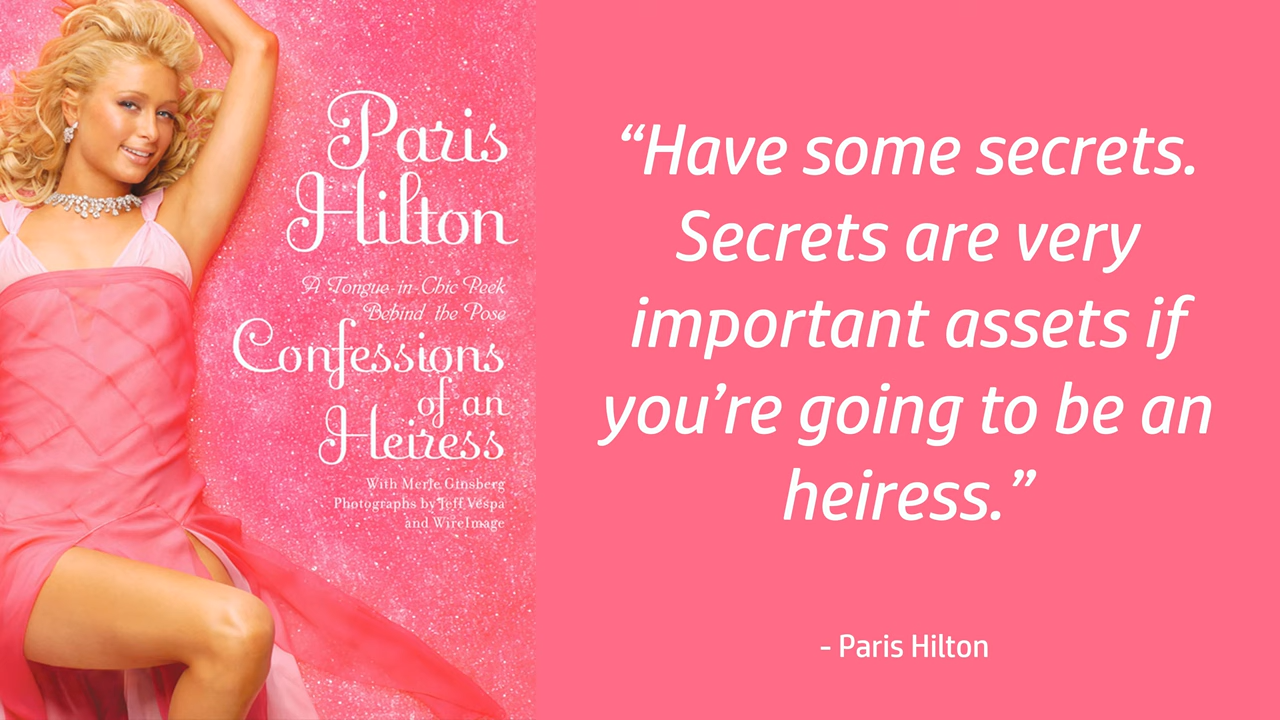 Paris
Hilton
A Tongue-in-Chic Peek
Behind the Pose
Confessions
of an
Heiress
With Merle Ginsberg
Photographs by Jeff Vespa
and WireImage
“Have some secrets.
Secrets are very
important assets if
you’re going to be an
heiress.”
- Paris Hilton